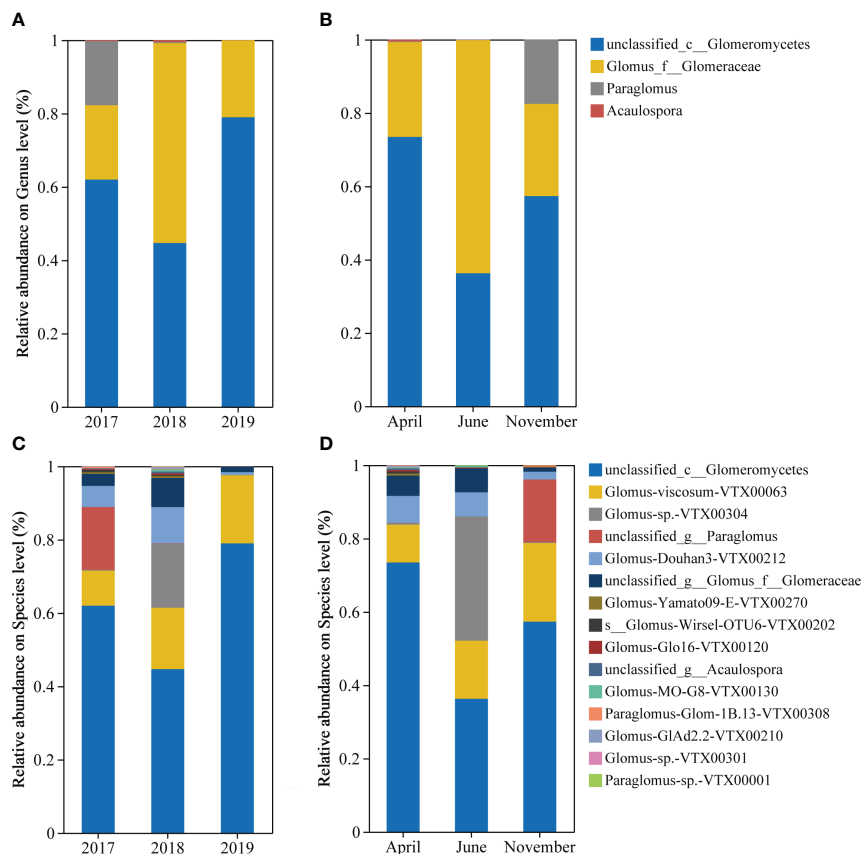 A
Relative abundance on Genus level (%)
1
0.8
0.6
0.4
0.2
0
2017 2018 2019
B
1
0.8
0.6
0.4
0.2
0
April June November
unclassified_c__Glomeromycetes
Glomus_f__Glomeraceae
Paraglomus
Acaulospora
C
Relative abundance on Species level (%)
1
0.8
0.6
0.4
0.2
0
2017 2018 2019
D
Relative abundance on Species level (%)
1
0.8
0.6
0.4
0.2
0
April June November
unclassified_c__Glomeromycetes
Glomus-viscosum-VTX00063
Glomus-sp.-VTX00304
unclassified_g__Paraglomus
Glomus-Douhan3-VTX00212
unclassified_g__Glomus_f__Glomeraceae
Glomus-Yamato09-E-VTX00270
s__Glomus-Wirsel-OTU6-VTX00202
Glomus-Glo16-VTX00120
unclassified_g__Acaulospora
Glomus-MO-G8-VTX00130
Paraglomus-Glom-1B.13-VTX00308
Glomus-GlAd2.2-VTX00210
Glomus-sp.-VTX00301
Paraglomus-sp.-VTX00001